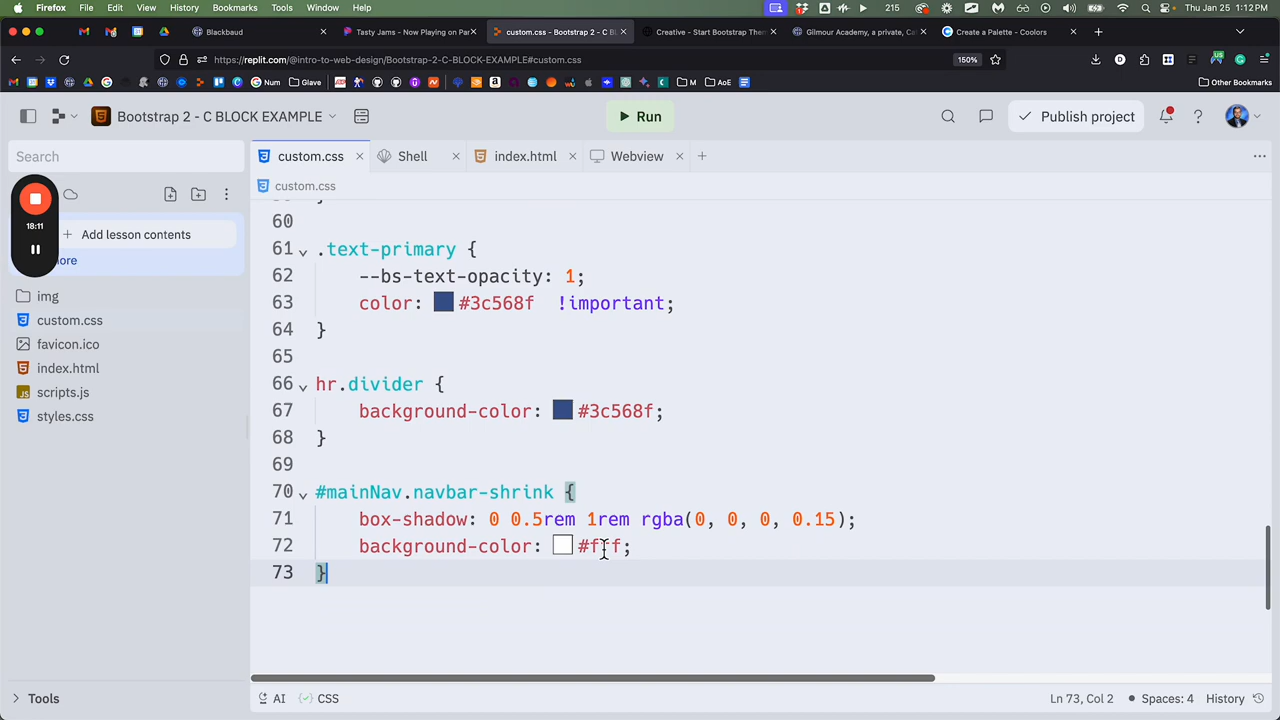 Firefox File Edit View History Bookmarks Tools Window Help 215 Thu Jan 25 1:12 PM
Blackbaud × Tasty Jams - Now Playing on Par × custom.css - Bootstrap 2 - C BL × Creative - Start Bootstrap Them × Gilmour Academy, a private, Cat × Create a Palette - Coolors × +
https://replit.com/@intro-to-web-design/Bootstrap-2-C-BLOCK-EXAMPLE#custom.css 150%
Num Glave M AoE Other Bookmarks
Bootstrap 2 - C BLOCK EXAMPLE Run Publish project
Search custom.css × Shell × index.html × Webview × +
custom.css
18:11
+ Add lesson contents
img
custom.css
favicon.ico
index.html
scripts.js
styles.css
60
61 .text-primary {
62 --bs-text-opacity: 1;
63 color: #3c568f !important;
64 }
65
66 hr.divider {
67 background-color: #3c568f;
68 }
69
70 #mainNav.navbar-shrink {
71 box-shadow: 0 0.5rem 1rem rgba(0, 0, 0, 0.15);
72 background-color: #fff;
73 }
Tools AI CSS Ln 73, Col 2 Spaces: 4 History